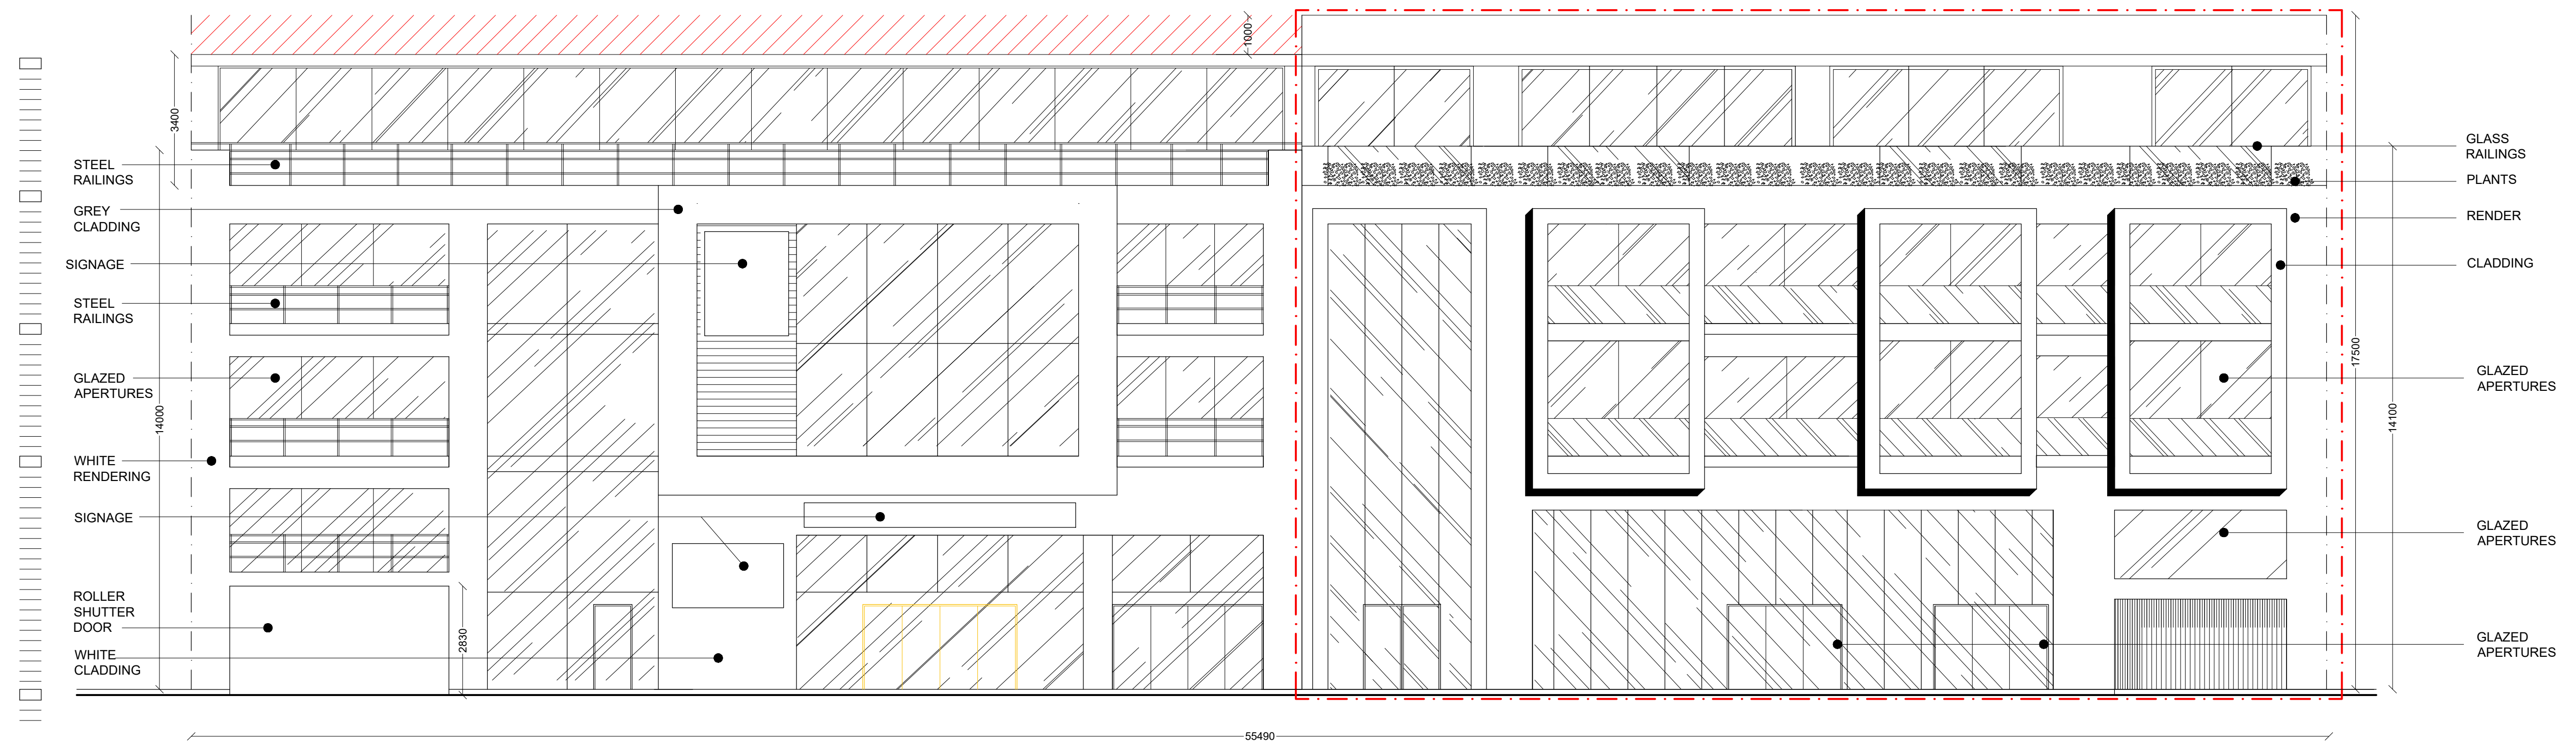 1000
3400
STEEL
RAILINGS
GREY
CLADDING
SIGNAGE
STEEL
RAILINGS
GLAZED
APERTURES
14000
WHITE
RENDERING
SIGNAGE
ROLLER
SHUTTER
DOOR
2830
WHITE
CLADDING
GLASS
RAILINGS
PLANTS
RENDER
CLADDING
17500
GLAZED
APERTURES
14100
GLAZED
APERTURES
GLAZED
APERTURES
55490